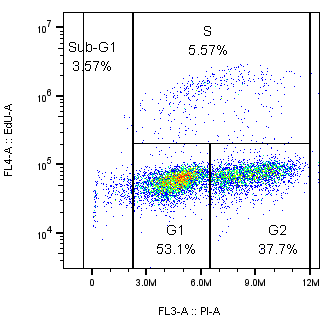 10^7
Sub-G1
3.57%
S
5.57%
10^6
10^5
10^4
G1
53.1%
G2
37.7%
0 3.0M 6.0M 9.0M 12M
FL3-A :: PI-A
FL4-A :: EdU-A